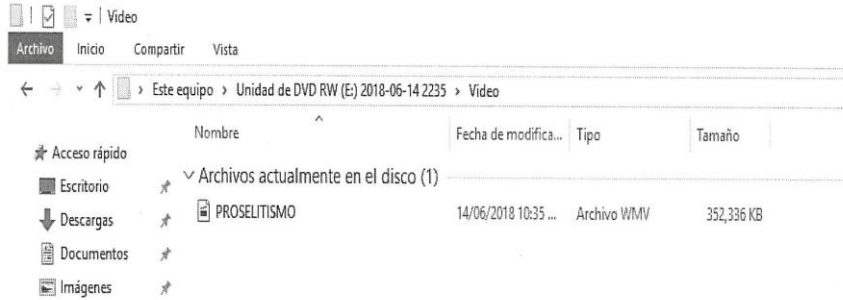 Video
Archivo Inicio Compartir Vista
Este equipo > Unidad de DVD RW (E:) 2018-06-14 2235 > Video
Nombre Fecha de modifica... Tipo Tamaño
Acceso rápido
Archivos actualmente en el disco (1)
Escritorio
PROSELITISMO 14/06/2018 10:35 ... Archivo WMV 352,336 KB
Descargas
Documentos
Imágenes